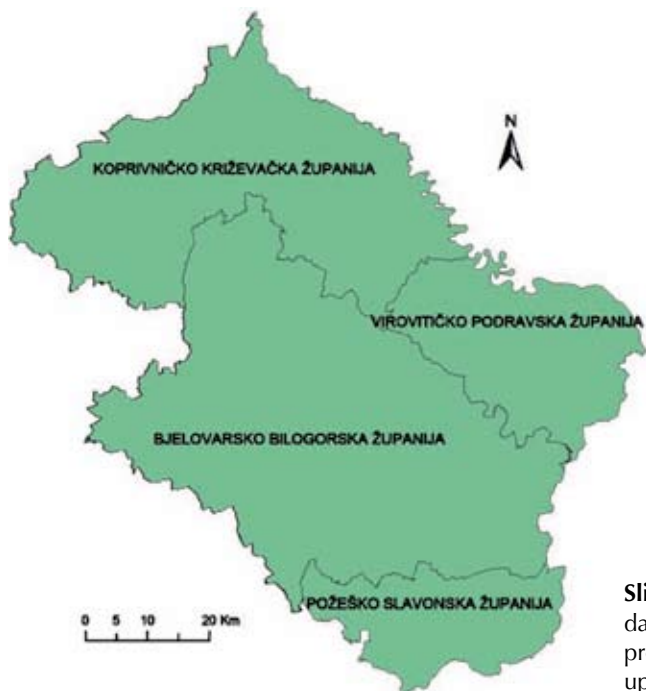 N
KOPRIVNIČKO KRIŽEVAČKA ŽUPANIJA
VIROVITIČKO PODRAVSKA ŽUPANIJA
BJELOVARSKO BILOGORSKA ŽUPANIJA
POŽEŠKO SLAVONSKA ŽUPANIJA
0 5 10 20 Km
Sli
da
pr
up